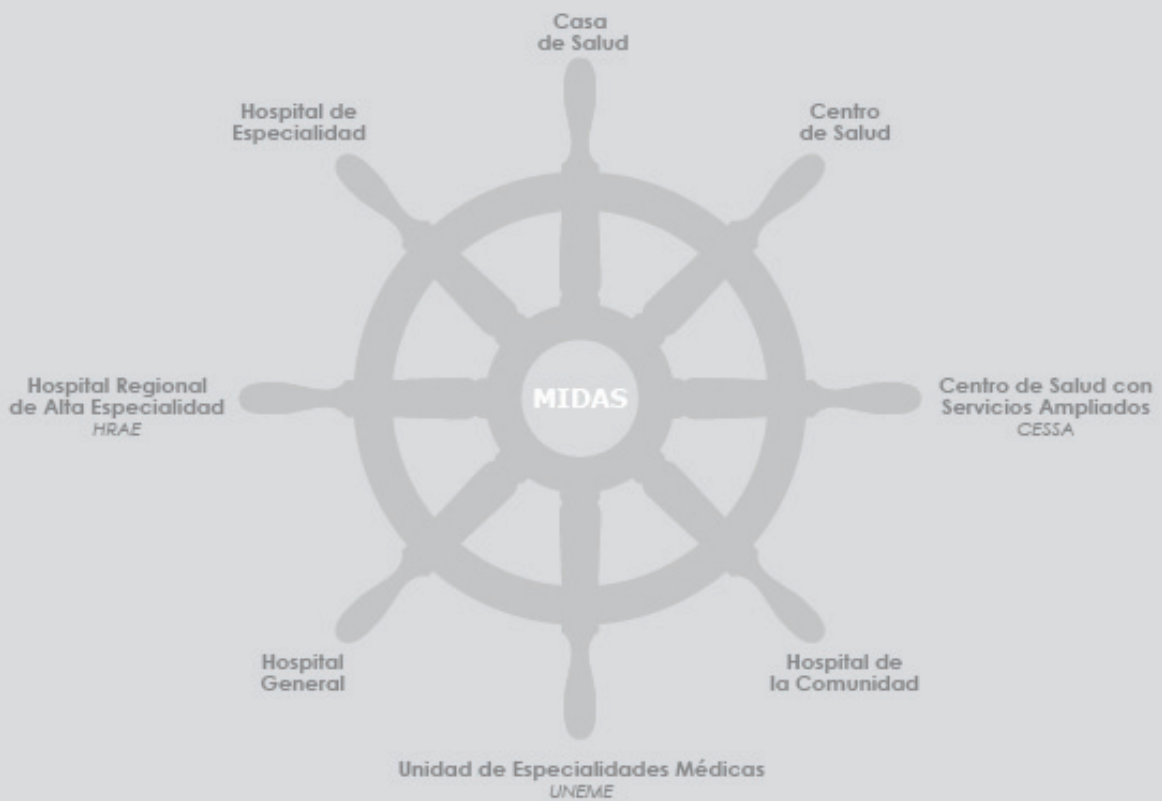 Casa
de Salud
Hospital de
Especialidad
Centro
de Salud
Hospital Regional
de Alta Especialidad
HRAE
MIDAS
Centro de Salud con
Servicios Ampliados
CESSA
Hospital
General
Hospital de
la Comunidad
Unidad de Especialidades Médicas
UNEME